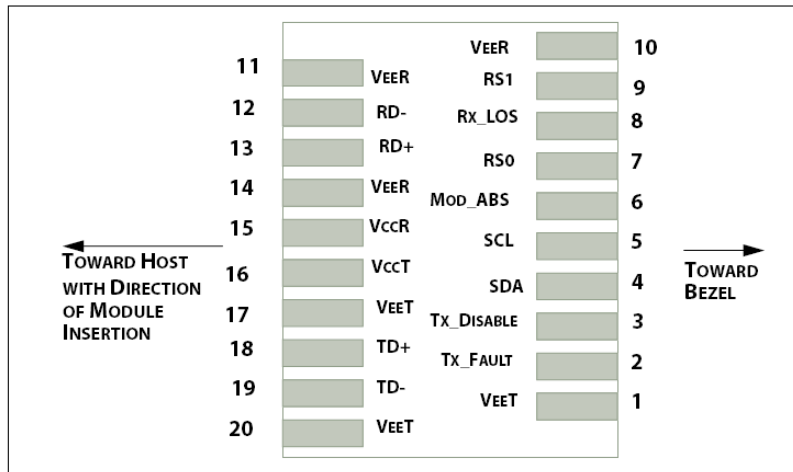 11 VEER
12 RD-
13 RD+
14 VEER
15 VCCR
16 VCCT
17 VEET
18 TD+
19 TD-
20 VEET
VEER 10
RS1 9
RX_LOS 8
RS0 7
MOD_ABS 6
SCL 5
SDA 4
TX_DISABLE 3
TX_FAULT 2
VEET 1
TOWARD HOST
WITH DIRECTION
OF MODULE
INSERTION
TOWARD
BEZEL